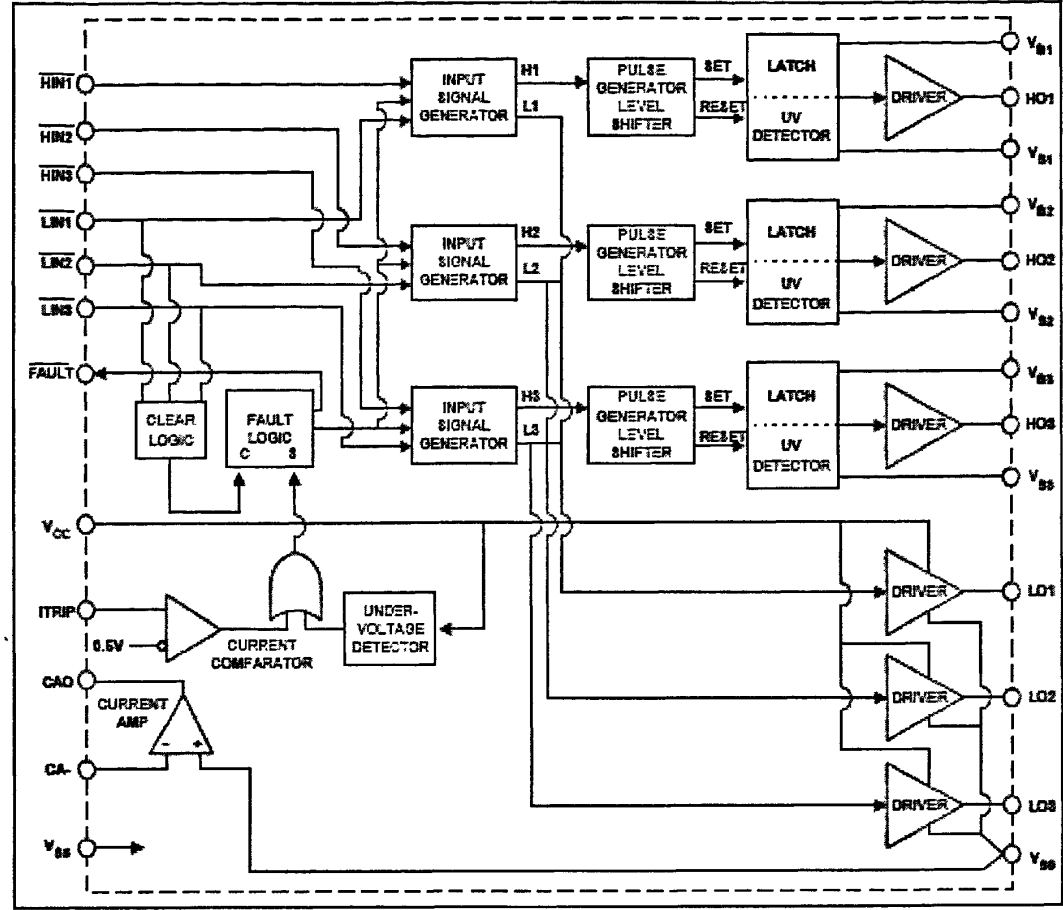 HIN1
HIN2
HIN3
LIN1
LIN2
LIN3
FAULT
CLEAR
LOGIC
FAULT
LOGIC
C S
INPUT
SIGNAL
GENERATOR
H1
L1
PULSE
GENERATOR
LEVEL
SHIFTER
SET
RESET
LATCH
UV
DETECTOR
DRIVER
VB1
HO1
VS1
INPUT
SIGNAL
GENERATOR
H2
L2
PULSE
GENERATOR
LEVEL
SHIFTER
SET
RESET
LATCH
UV
DETECTOR
DRIVER
VB2
HO2
VS2
INPUT
SIGNAL
GENERATOR
H3
L3
PULSE
GENERATOR
LEVEL
SHIFTER
SET
RESET
LATCH
UV
DETECTOR
DRIVER
VB3
HO3
VS3
VCC
ITRIP
0.5V
CURRENT
COMPARATOR
UNDER-
VOLTAGE
DETECTOR
CAO
CURRENT
AMP
- +
CA-
VSS
DRIVER
LO1
DRIVER
LO2
DRIVER
LO3